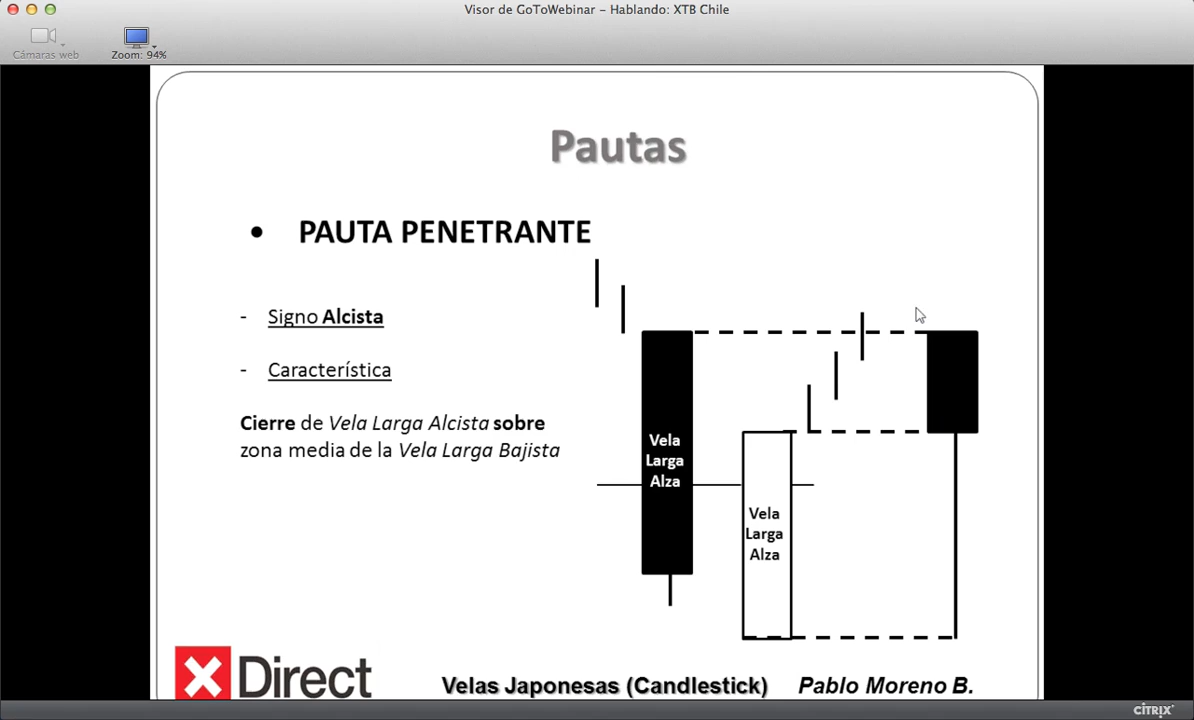 Visor de GoToWebinar – Hablando: XTB Chile
Cámaras web
Zoom: 94%
Pautas
• PAUTA PENETRANTE
- Signo Alcista
- Característica
Cierre de Vela Larga Alcista sobre
zona media de la Vela Larga Bajista
Vela
Larga
Alza
Vela
Larga
Alza
X Direct
Velas Japonesas (Candlestick) Pablo Moreno B.
CITRIX